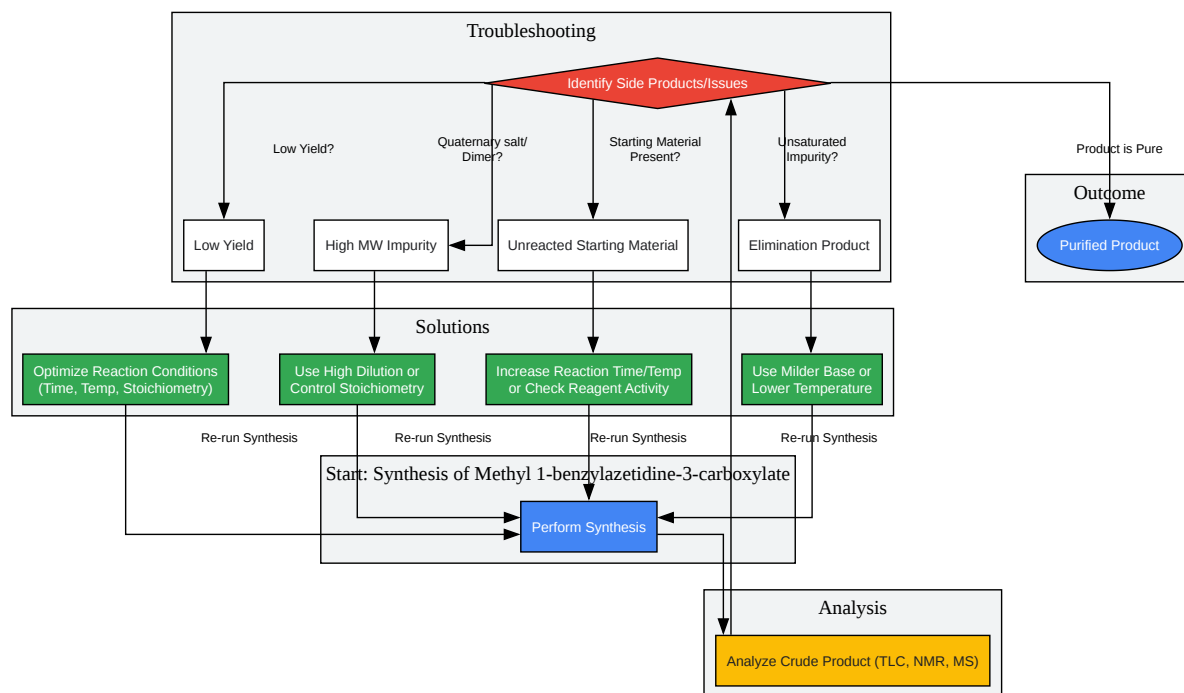 Troubleshooting
Identify Side Products/Issues
Low Yield?
Quaternary salt/
Dimer?
Starting Material
Present?
Unsaturated
Impurity?
Product is Pure
Low Yield
High MW Impurity
Unreacted Starting Material
Elimination Product
Outcome
Purified Product
Solutions
Optimize Reaction Conditions
(Time, Temp, Stoichiometry)
Use High Dilution or
Control Stoichiometry
Increase Reaction Time/Temp
or Check Reagent Activity
Use Milder Base or
Lower Temperature
Re-run Synthesis
Re-run Synthesis
Re-run Synthesis
Re-run Synthesis
Start: Synthesis of Methyl 1-benzylazetidine-3-carboxylate
Perform Synthesis
Analysis
Analyze Crude Product (TLC, NMR, MS)